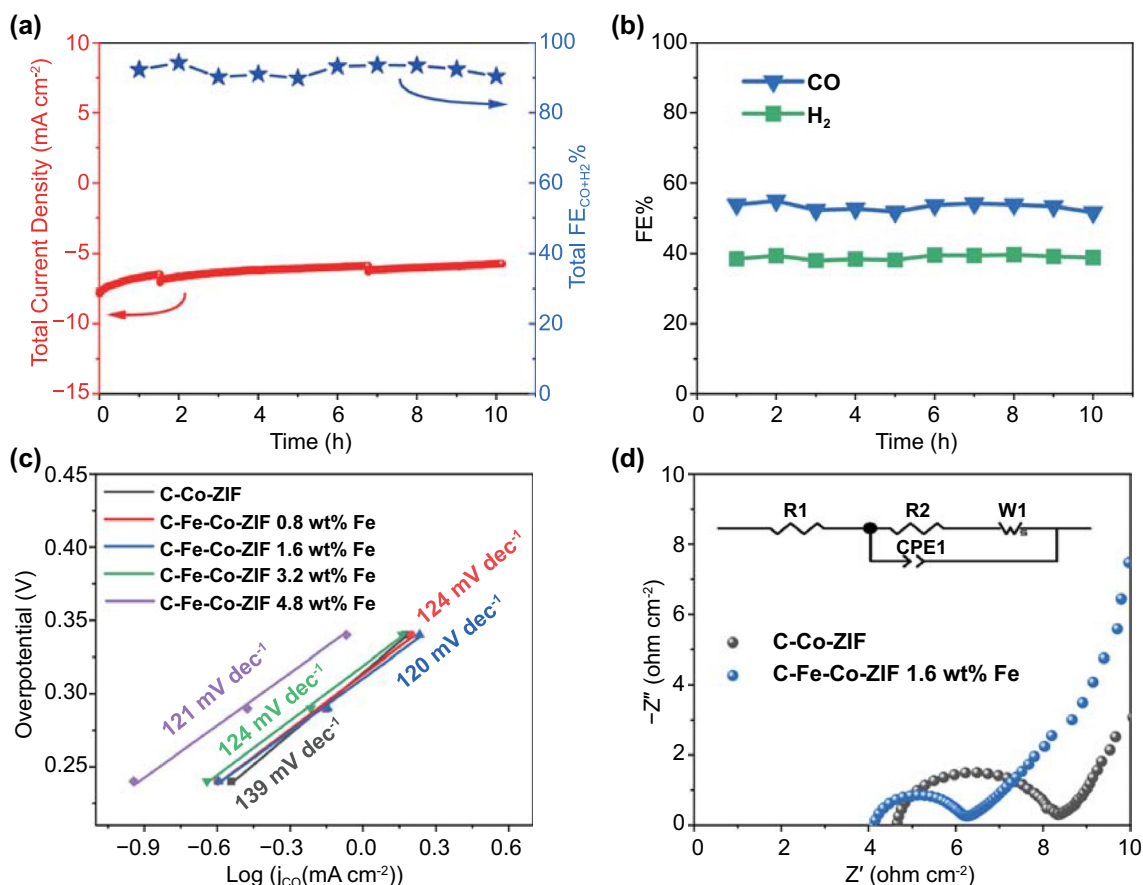 (a)
10
5
0
−5
−10
−15
Total Current Density (mA cm⁻²)
100
80
60
40
20
0
Total FE_CO+H2%
0 2 4 6 8 10
Time (h)
(b)
100
80
60
40
20
0
FE%
CO
H₂
0 2 4 6 8 10
Time (h)
(c)
0.45
0.40
0.35
0.30
0.25
Overpotential (V)
C-Co-ZIF
C-Fe-Co-ZIF 0.8 wt% Fe
C-Fe-Co-ZIF 1.6 wt% Fe
C-Fe-Co-ZIF 3.2 wt% Fe
C-Fe-Co-ZIF 4.8 wt% Fe
121 mV dec⁻¹
124 mV dec⁻¹
139 mV dec⁻¹
124 mV dec⁻¹
120 mV dec⁻¹
−0.9 −0.6 −0.3 0.0 0.3 0.6
Log (j_CO(mA cm⁻²))
(d)
10
8
6
4
2
0
−Z″ (ohm cm⁻²)
R1 R2 W1
s
CPE1
C-Co-ZIF
C-Fe-Co-ZIF 1.6 wt% Fe
0 2 4 6 8 10
Z′ (ohm cm⁻²)